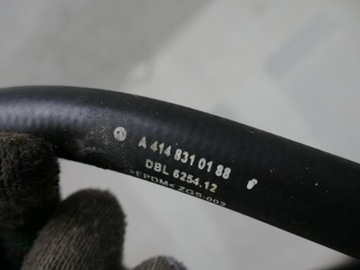 A 414 831 01 88
DBL 6254.12
>EPDM< ZGS-002